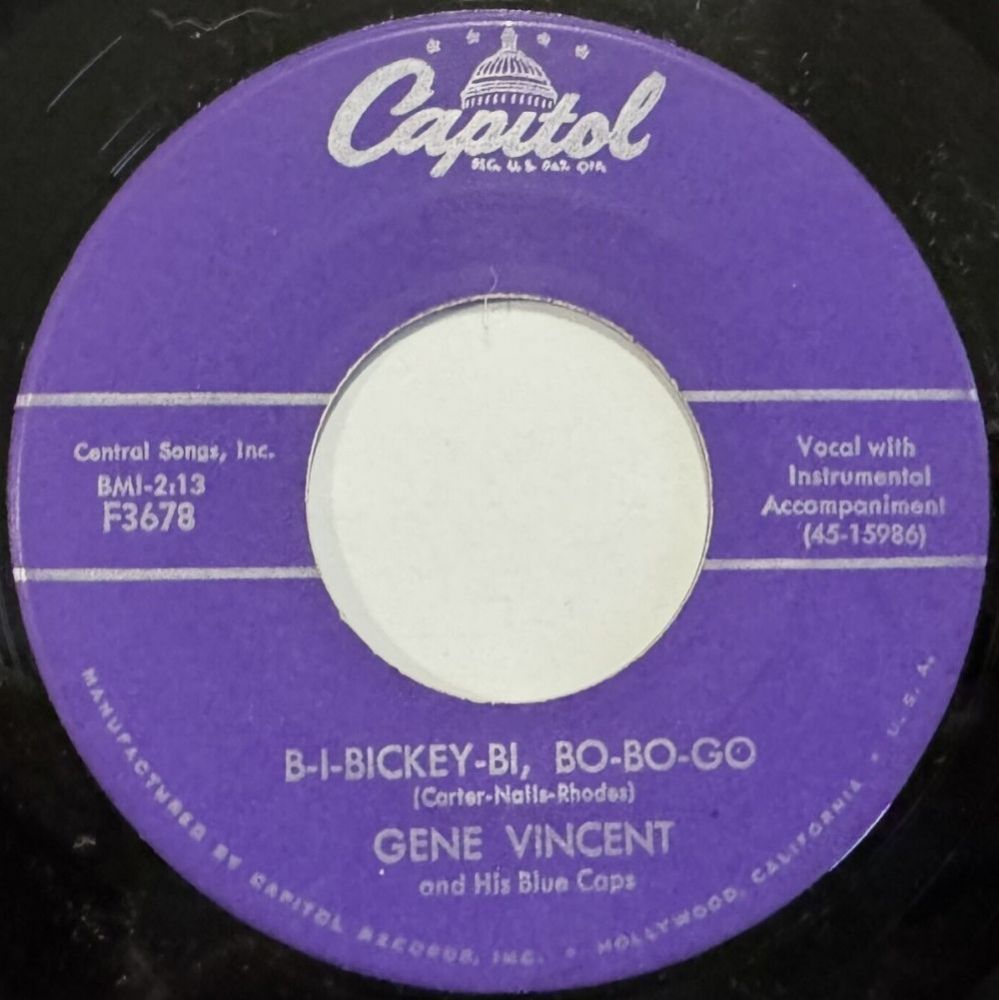 Capitol
REG. U.S. PAT. OFF.
Central Songs, Inc.
BMI-2:13
F3678
Vocal with
Instrumental
Accompaniment
(45-15986)
B-I-BICKEY-BI, BO-BO-GO
(Carter-Nails-Rhodes)
GENE VINCENT
and His Blue Caps
MANUFACTURED BY CAPITOL RECORDS, INC. • HOLLYWOOD, CALIFORNIA • U. S. A.